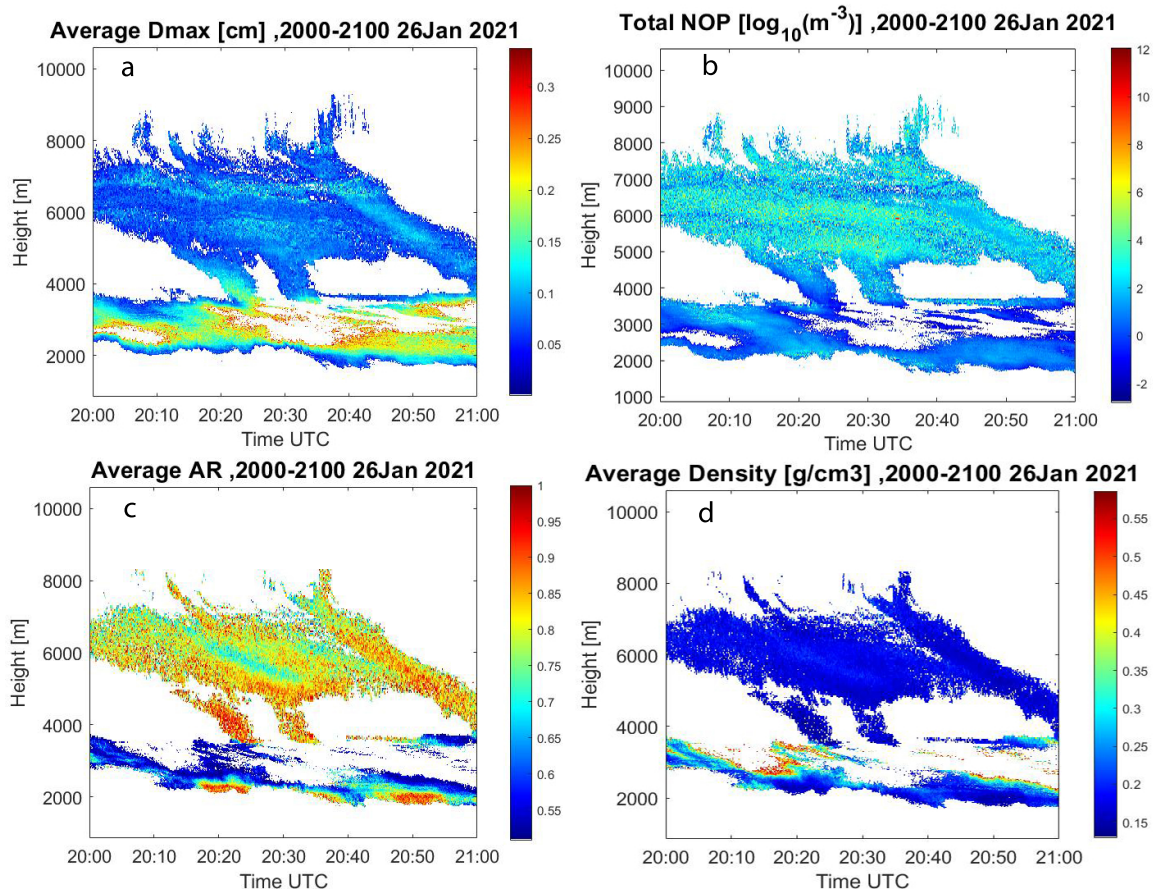 Average Dmax [cm] ,2000-2100 26Jan 2021
a
10000
8000
6000
4000
2000
Height [m]
20:00 20:10 20:20 20:30 20:40 20:50 21:00
Time UTC
0.3
0.25
0.2
0.15
0.1
0.05
Total NOP [log10(m-3)] ,2000-2100 26Jan 2021
b
10000
9000
8000
7000
6000
5000
4000
3000
2000
1000
Height [m]
20:00 20:10 20:20 20:30 20:40 20:50 21:00
Time UTC
12
10
8
6
4
2
0
-2
Average AR ,2000-2100 26Jan 2021
c
10000
8000
6000
4000
2000
Height [m]
20:00 20:10 20:20 20:30 20:40 20:50 21:00
Time UTC
1
0.95
0.9
0.85
0.8
0.75
0.7
0.65
0.6
0.55
Average Density [g/cm3] ,2000-2100 26Jan 2021
d
10000
8000
6000
4000
2000
Height [m]
20:00 20:10 20:20 20:30 20:40 20:50 21:00
Time UTC
0.55
0.5
0.45
0.4
0.35
0.3
0.25
0.2
0.15